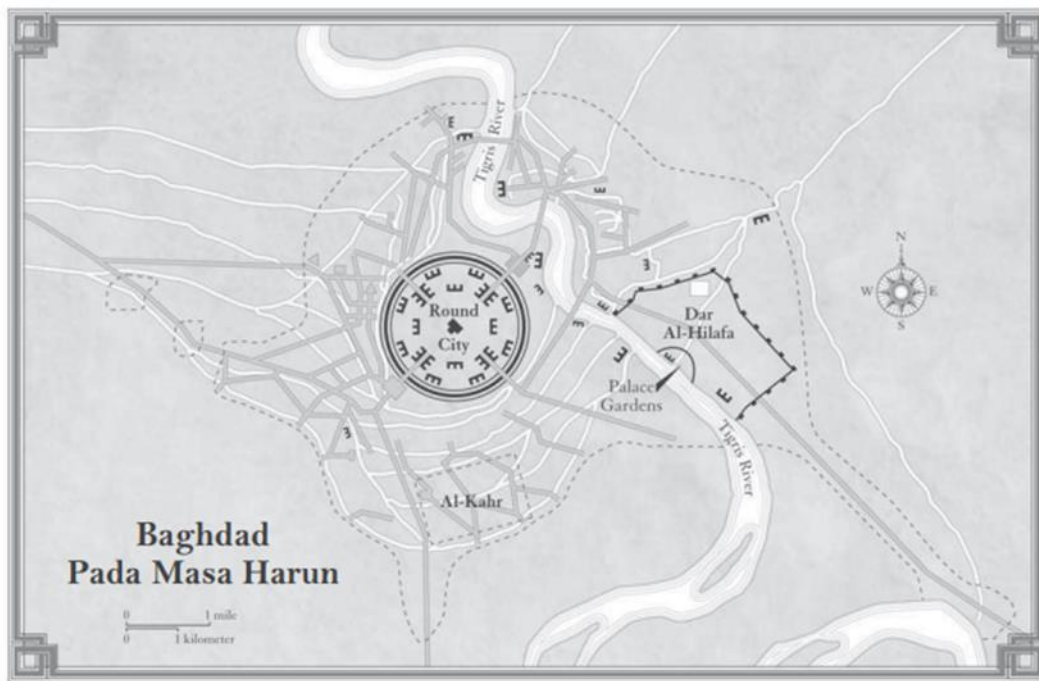 Tigris River
N
W E
S
Round
City
Dar
Al-Hilafa
Palace
Gardens
Tigris River
Al-Kahr
Baghdad
Pada Masa Harun
0 1 mile
0 1 kilometer